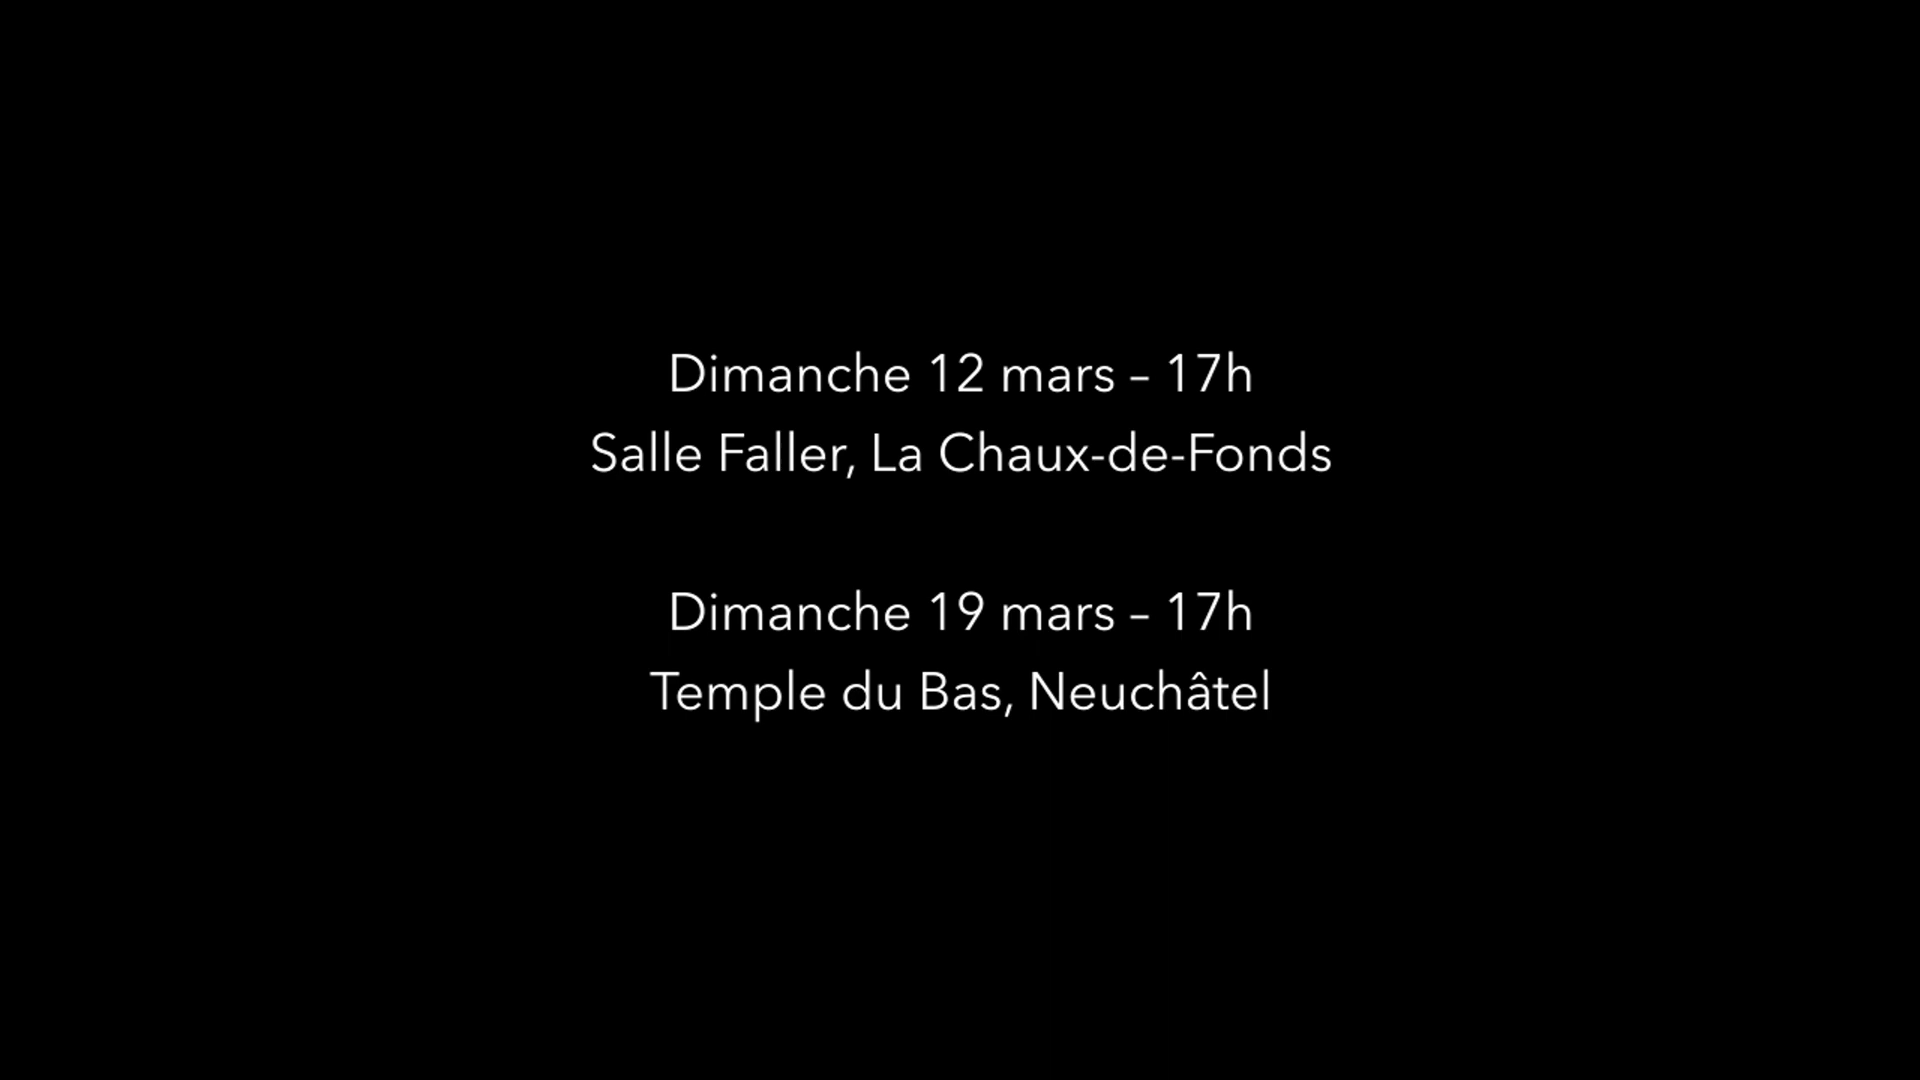 Dimanche 12 mars – 17h
Salle Faller, La Chaux-de-Fonds
Dimanche 19 mars – 17h
Temple du Bas, Neuchâtel